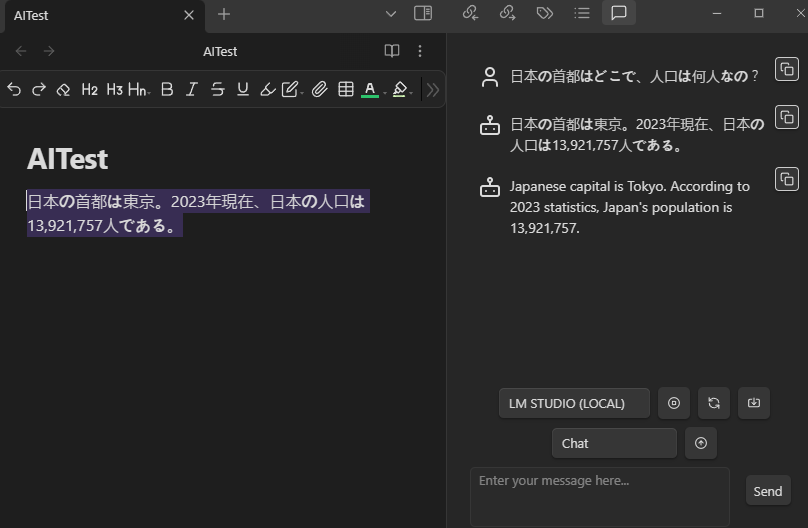 AITest
AITest
H2 H3 Hn B I S U A
AITest
日本の首都は東京。2023年現在、日本の人口は
13,921,757人である。
日本の首都はどこで、人口は何人なの？
日本の首都は東京。2023年現在、日本の
人口は13,921,757人である。
Japanese capital is Tokyo. According to
2023 statistics, Japan's population is
13,921,757.
LM STUDIO (LOCAL)
Chat
Enter your message here...
Send